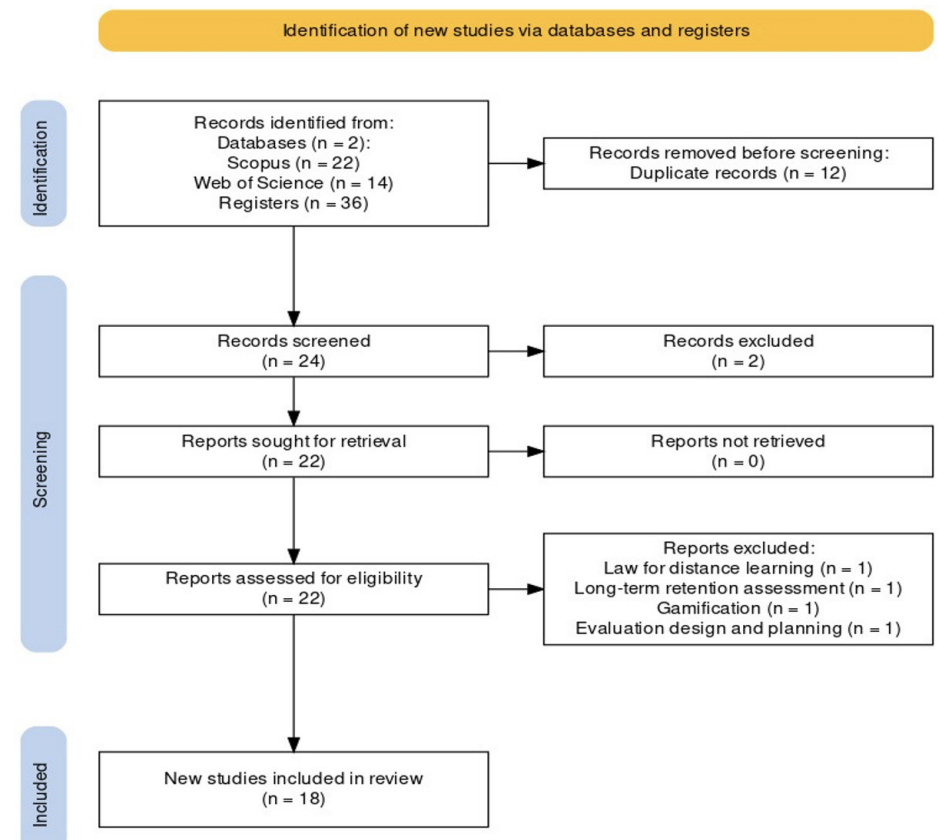 Identification of new studies via databases and registers
Identification
Records identified from:
Databases (n = 2):
Scopus (n = 22)
Web of Science (n = 14)
Registers (n = 36)
Records removed before screening:
Duplicate records (n = 12)
Screening
Records screened
(n = 24)
Records excluded
(n = 2)
Reports sought for retrieval
(n = 22)
Reports not retrieved
(n = 0)
Reports assessed for eligibility
(n = 22)
Reports excluded:
Law for distance learning (n = 1)
Long-term retention assessment (n = 1)
Gamification (n = 1)
Evaluation design and planning (n = 1)
Included
New studies included in review
(n = 18)